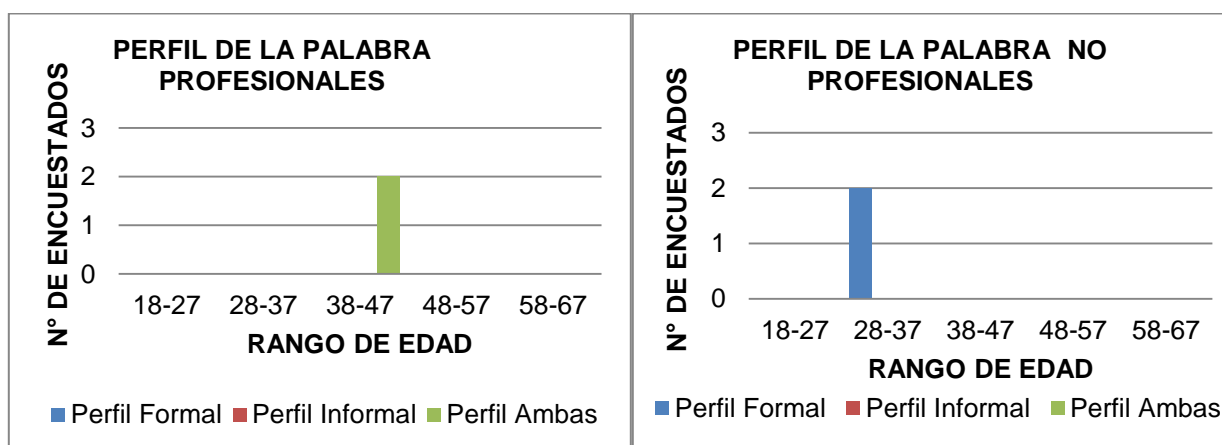 PERFIL DE LA PALABRA
PROFESIONALES
N° DE ENCUESTADOS
3
2
1
0
18-27 28-37 38-47 48-57 58-67
RANGO DE EDAD
Perfil Formal Perfil Informal Perfil Ambas
PERFIL DE LA PALABRA NO
PROFESIONALES
N° DE ENCUESTADOS
3
2
1
0
18-27 28-37 38-47 48-57 58-67
RANGO DE EDAD
Perfil Formal Perfil Informal Perfil Ambas